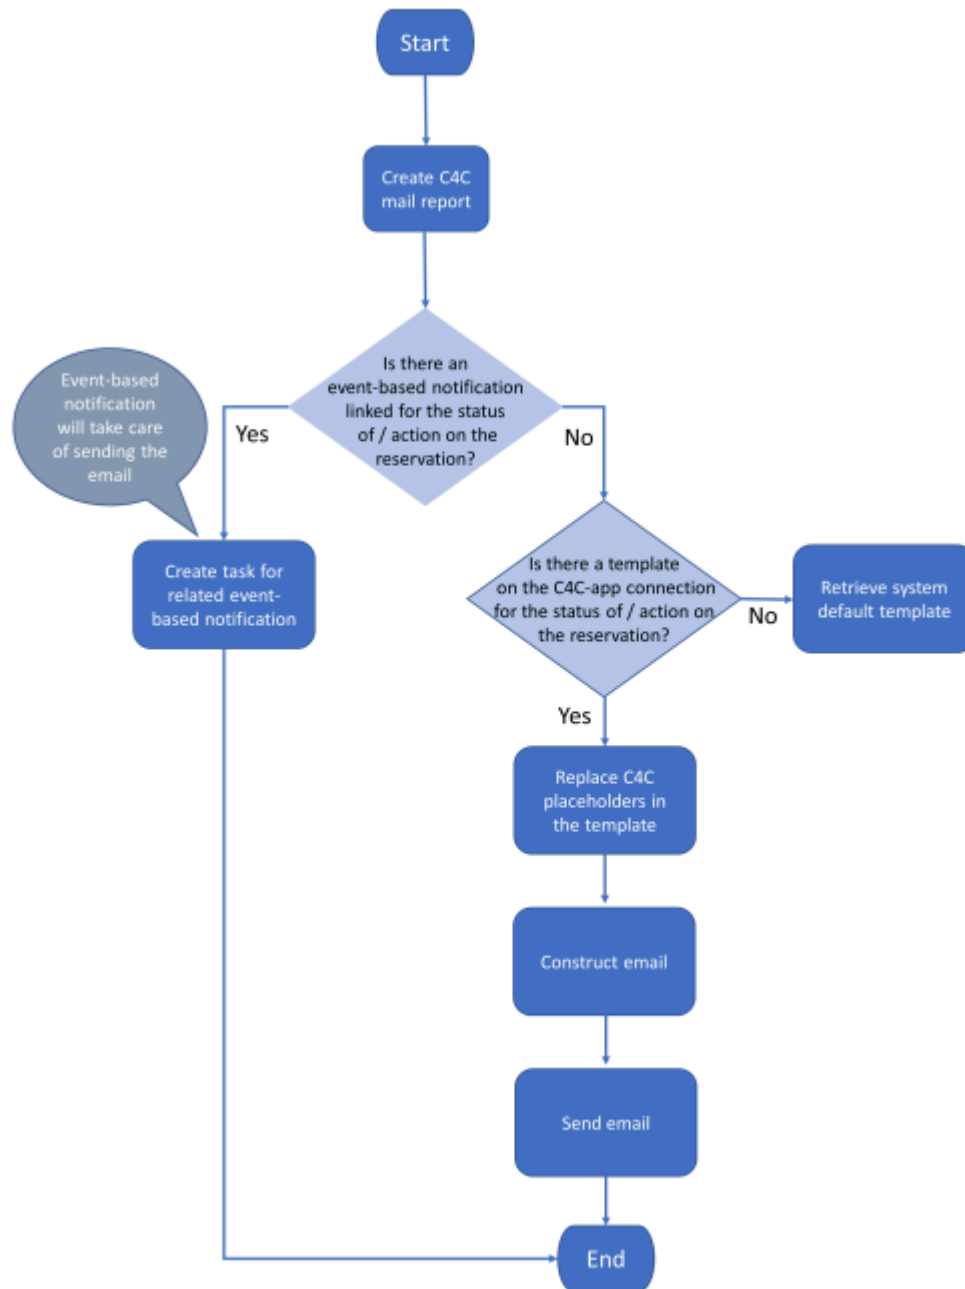 Start
Create C4C
mail report
Is there an
event-based notification
linked for the status
of / action on the
reservation?
Event-based
notification
will take care
of sending the
email
Yes
No
Create task for
related event-
based notification
Is there a template
on the C4C-app connection
for the status of / action on
the reservation?
No
Retrieve system
default template
Yes
Replace C4C
placeholders in
the template
Construct email
Send email
End